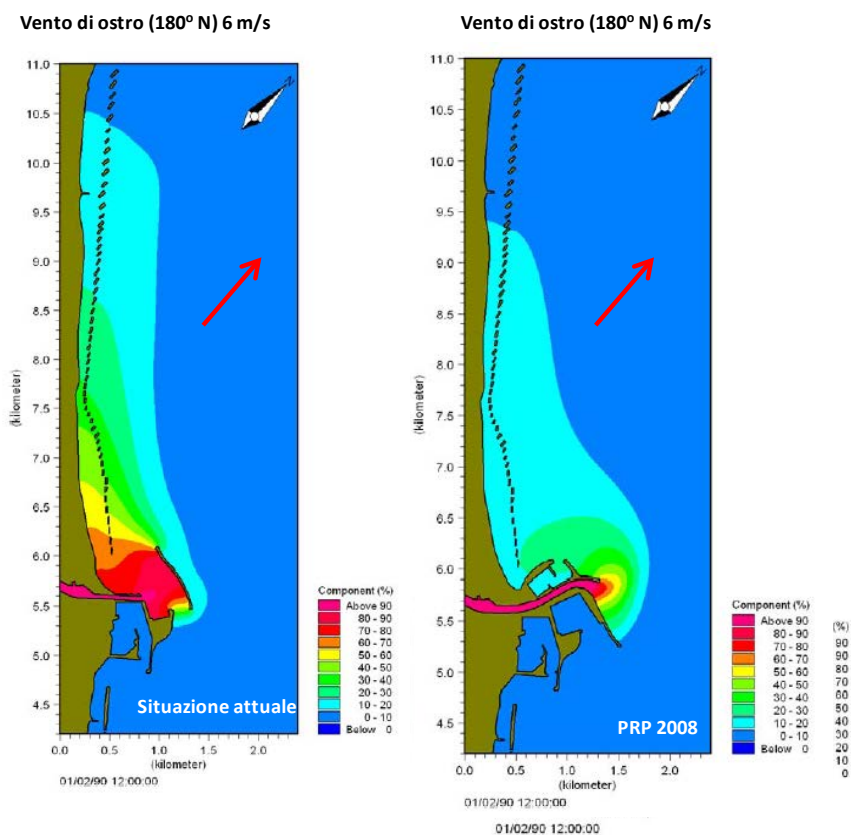 Vento di ostro (180° N) 6 m/s
11.0
10.5
10.0
9.5
9.0
8.5
8.0
7.5
7.0
6.5
6.0
5.5
5.0
4.5
(kilometer)
N
0.0 0.5 1.0 1.5 2.0
(kilometer)
01/02/90 12:00:00
Situazione attuale
Component (%)
Above 90
80 - 90
70 - 80
60 - 70
50 - 60
40 - 50
30 - 40
20 - 30
10 - 20
0 - 10
Below 0
Vento di ostro (180° N) 6 m/s
11.0
10.5
10.0
9.5
9.0
8.5
8.0
7.5
7.0
6.5
6.0
5.5
5.0
4.5
(kilometer)
N
0.0 0.5 1.0 1.5 2.0
(kilometer)
01/02/90 12:00:00
01/02/90 12:00:00
PRP 2008
Component (%)
Above 90
80 - 90
70 - 80
60 - 70
50 - 60
40 - 50
30 - 40
20 - 30
10 - 20
0 - 10
Below 0
(%)
90
90
80
70
60
50
40
30
20
10
0